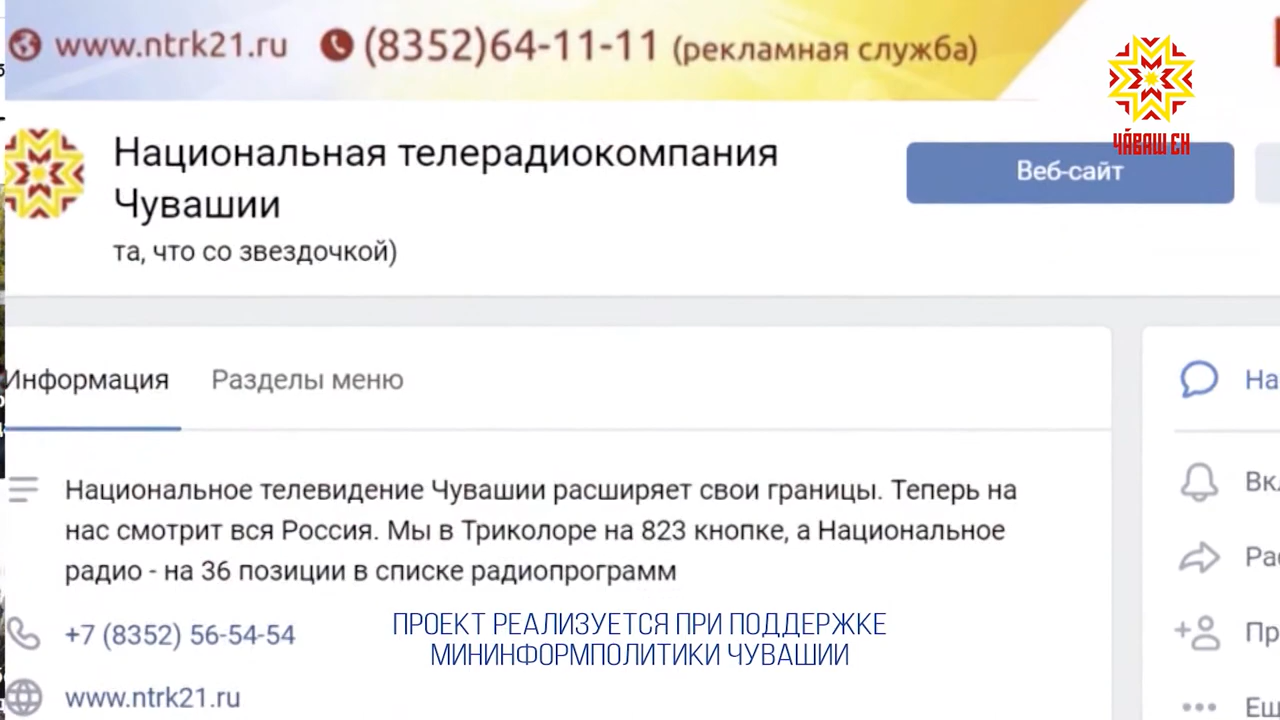 www.ntrk21.ru (8352)64-11-11 (рекламная служба)
ЧӐВАШ ЕН
Национальная телерадиокомпания
Чувашии
Веб-сайт
та, что со звездочкой)
Информация Разделы меню
Национальное телевидение Чувашии расширяет свои границы. Теперь на
нас смотрит вся Россия. Мы в Триколоре на 823 кнопке, а Национальное
радио - на 36 позиции в списке радиопрограмм
ПРОЕКТ РЕАЛИЗУЕТСЯ ПРИ ПОДДЕРЖКЕ
МИНИНФОРМПОЛИТИКИ ЧУВАШИИ
+7 (8352) 56-54-54
www.ntrk21.ru